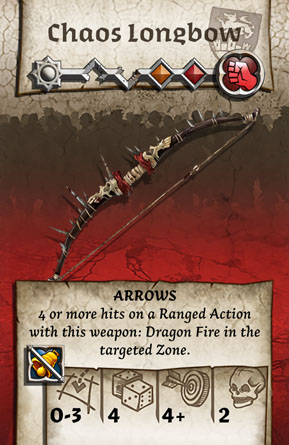 Chaos Longbow
ARROWS
4 or more hits on a Ranged Action
with this weapon: Dragon Fire in the
targeted Zone.
0-3 4 4+ 2